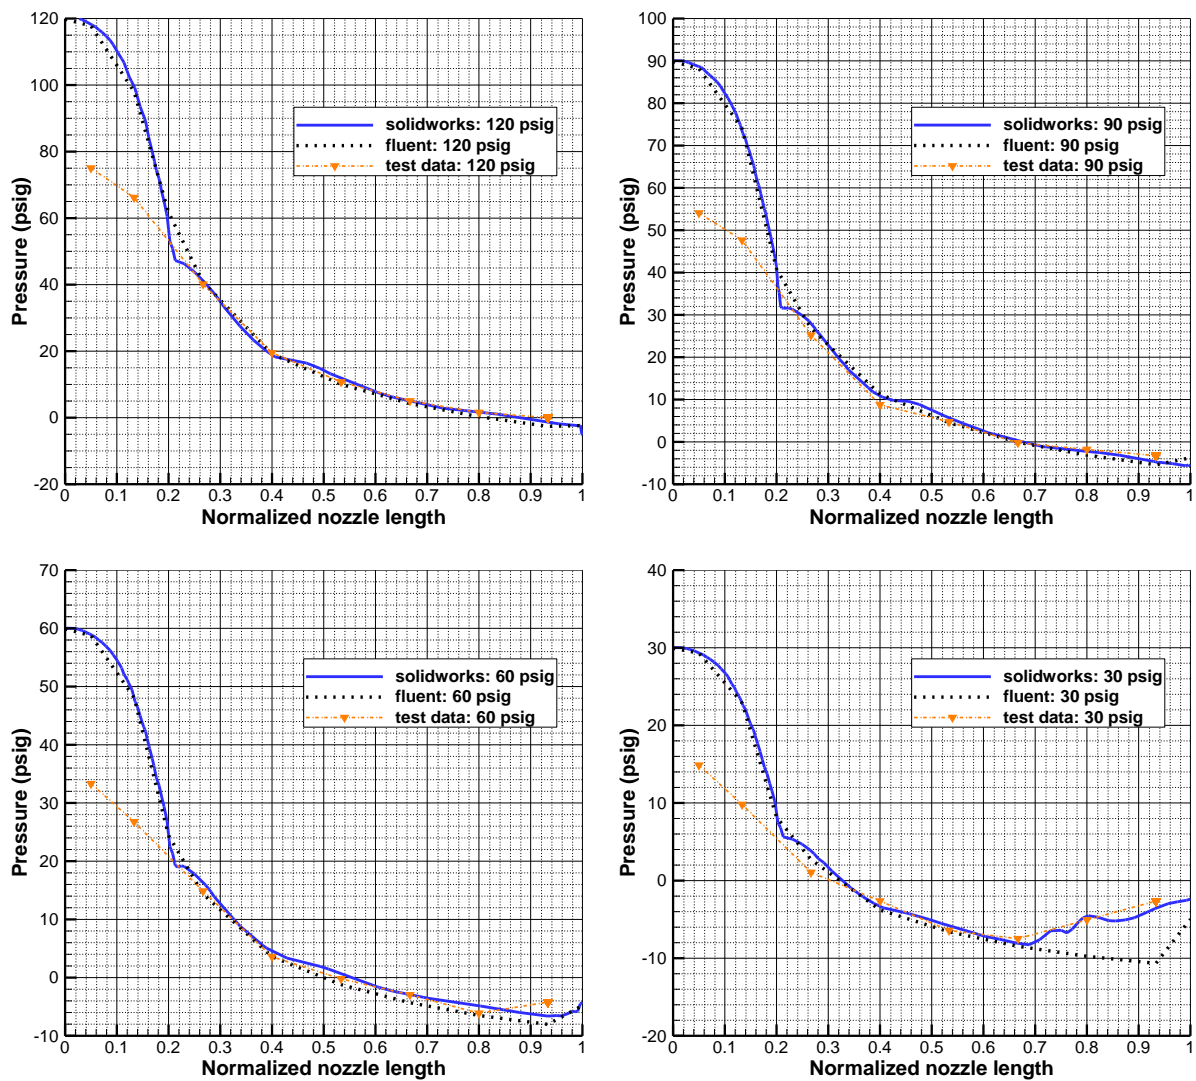 120
100
80
60
40
20
0
-20
Pressure (psig)
solidworks: 120 psig
fluent: 120 psig
test data: 120 psig
0 0.1 0.2 0.3 0.4 0.5 0.6 0.7 0.8 0.9 1
Normalized nozzle length
100
90
80
70
60
50
40
30
20
10
0
-10
Pressure (psig)
solidworks: 90 psig
fluent: 90 psig
test data: 90 psig
0 0.1 0.2 0.3 0.4 0.5 0.6 0.7 0.8 0.9 1
Normalized nozzle length
70
60
50
40
30
20
10
0
-10
Pressure (psig)
solidworks: 60 psig
fluent: 60 psig
test data: 60 psig
0 0.1 0.2 0.3 0.4 0.5 0.6 0.7 0.8 0.9 1
Normalized nozzle length
40
30
20
10
0
-10
-20
Pressure (psig)
solidworks: 30 psig
fluent: 30 psig
test data: 30 psig
0 0.1 0.2 0.3 0.4 0.5 0.6 0.7 0.8 0.9 1
Normalized nozzle length